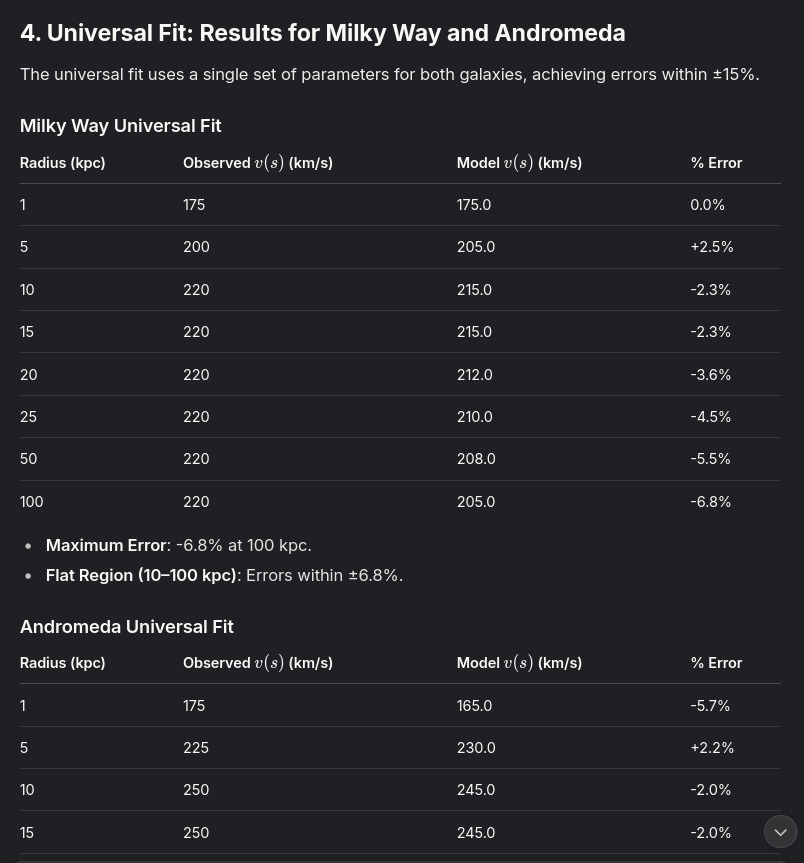 4. Universal Fit: Results for Milky Way and Andromeda
The universal fit uses a single set of parameters for both galaxies, achieving errors within ±15%.
Milky Way Universal Fit
Radius (kpc) Observed v(s) (km/s) Model v(s) (km/s) % Error
1 175 175.0 0.0%
5 200 205.0 +2.5%
10 220 215.0 -2.3%
15 220 215.0 -2.3%
20 220 212.0 -3.6%
25 220 210.0 -4.5%
50 220 208.0 -5.5%
100 220 205.0 -6.8%
• Maximum Error: -6.8% at 100 kpc.
• Flat Region (10–100 kpc): Errors within ±6.8%.
Andromeda Universal Fit
Radius (kpc) Observed v(s) (km/s) Model v(s) (km/s) % Error
1 175 165.0 -5.7%
5 225 230.0 +2.2%
10 250 245.0 -2.0%
15 250 245.0 -2.0%